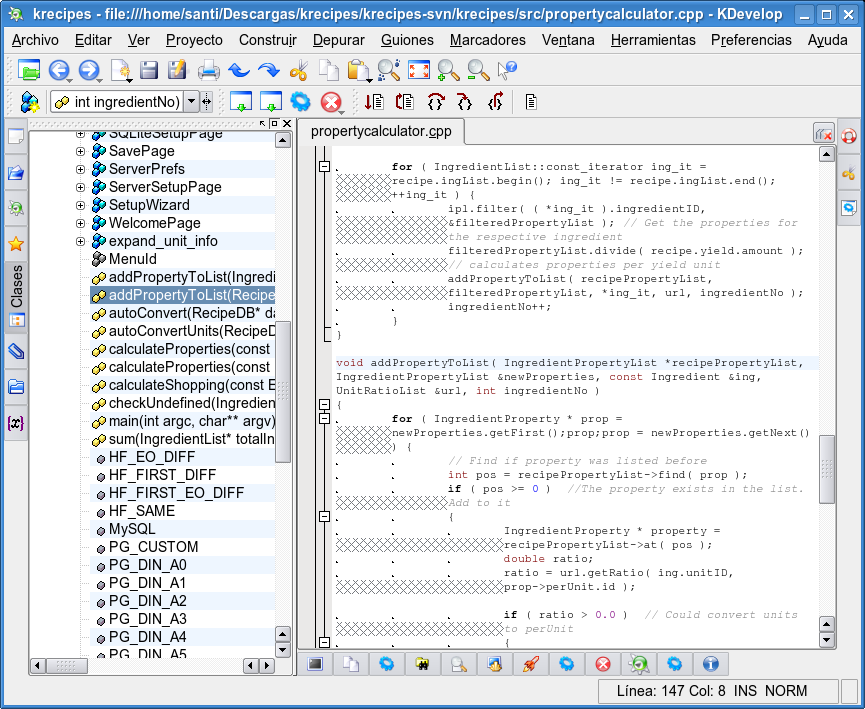 krecipes - file:///home/santi/Descargas/krecipes/krecipes-svn/krecipes/src/propertycalculator.cpp - KDevelop
Archivo Editar Ver Proyecto Construir Depurar Guiones Marcadores Ventana Herramientas Preferencias Ayuda
int ingredientNo)
propertycalculator.cpp
Clases
SQLiteSetupPage
SavePage
ServerPrefs
ServerSetupPage
SetupWizard
WelcomePage
expand_unit_info
MenuId
addPropertyToList(Ingredi
addPropertyToList(Recipe
autoConvert(RecipeDB* da
autoConvertUnits(RecipeD
calculateProperties(const
calculateProperties(const
calculateShopping(const E
checkUndefined(Ingredien
main(int argc, char** argv)
sum(IngredientList* totalIn
HF_EO_DIFF
HF_FIRST_DIFF
HF_FIRST_EO_DIFF
HF_SAME
MySQL
PG_CUSTOM
PG_DIN_A0
PG_DIN_A1
PG_DIN_A2
PG_DIN_A3
PG_DIN_A4
PG_DIN_A5
for ( IngredientList::const_iterator ing_it =
recipe.ingList.begin(); ing_it != recipe.ingList.end();
++ing_it ) {
ipl.filter( ( *ing_it ).ingredientID,
&filteredPropertyList ); // Get the properties for
the respective ingredient
filteredPropertyList.divide( recipe.yield.amount );
// calculates properties per yield unit
addPropertyToList( recipePropertyList,
filteredPropertyList, *ing_it, url, ingredientNo );
ingredientNo++;
}
}
void addPropertyToList( IngredientPropertyList *recipePropertyList,
IngredientPropertyList &newProperties, const Ingredient &ing,
UnitRatioList &url, int ingredientNo )
{
for ( IngredientProperty * prop =
newProperties.getFirst();prop;prop = newProperties.getNext()
) {
// Find if property was listed before
int pos = recipePropertyList->find( prop );
if ( pos >= 0 ) //The property exists in the list.
Add to it
{
IngredientProperty * property =
recipePropertyList->at( pos );
double ratio;
ratio = url.getRatio( ing.unitID,
prop->perUnit.id );
if ( ratio > 0.0 ) // Could convert units
to perUnit
{
Línea: 147 Col: 8 INS NORM